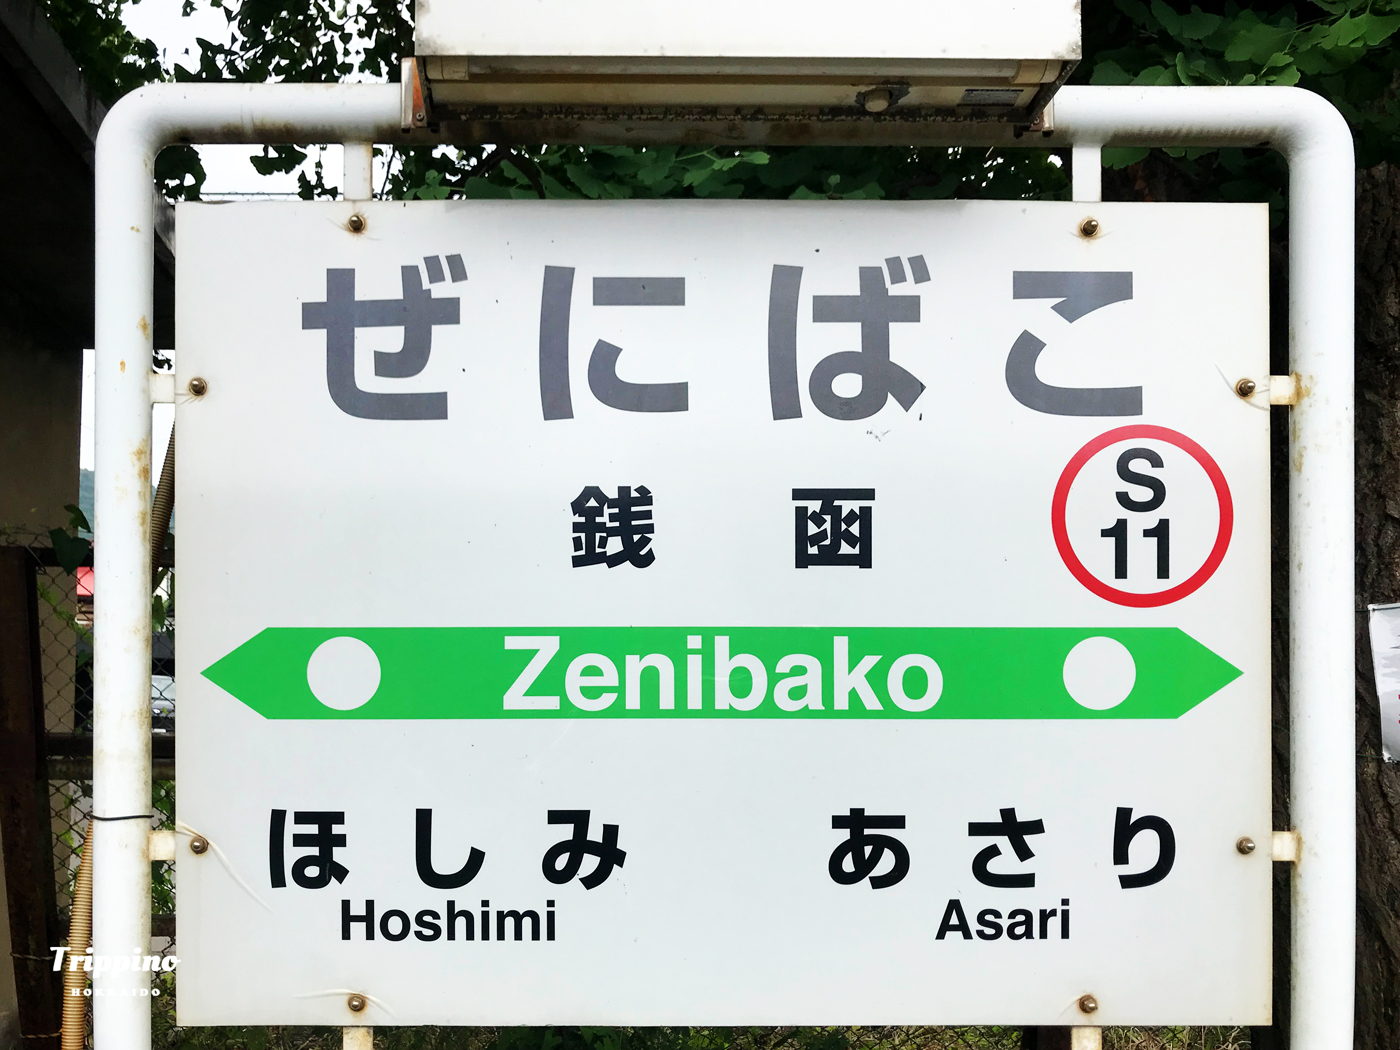 ぜにばこ
銭函
S
11
Zenibako
ほしみ あさり
Hoshimi Asari
Trippino
HOKKAIDO